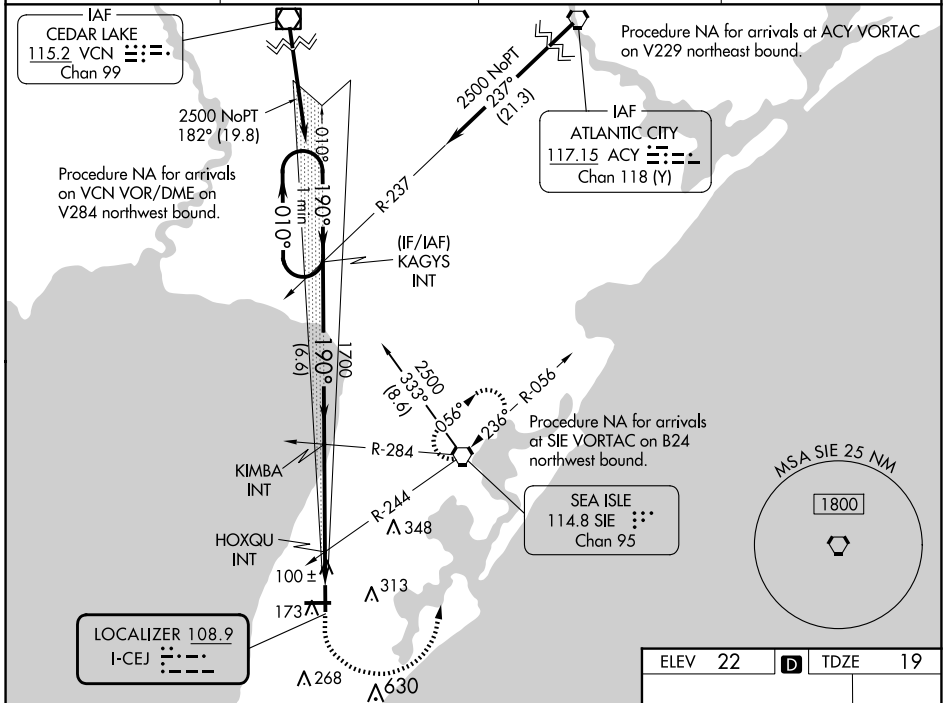 IAF
CEDAR LAKE
115.2 VCN
Chan 99
2500 NoPT
182° (19.8)
Procedure NA for arrivals
on VCN VOR/DME on
V284 northwest bound.
Procedure NA for arrivals at ACY VORTAC
on V229 northeast bound.
2500 NoPT
237°
(21.3)
IAF
ATLANTIC CITY
117.15 ACY
Chan 118 (Y)
010°
190°
1 min
010°
R-237
(IF/IAF)
KAGYS
INT
1700
190°
(6.6)
2500
333°
(8.6)
056°
236°
R-056
Procedure NA for arrivals
at SIE VORTAC on B24
northwest bound.
R-284
KIMBA
INT
R-244
SEA ISLE
114.8 SIE
Chan 95
MSA SIE 25 NM
1800
HOXQU
INT
348
100 ±
313
173
LOCALIZER 108.9
I-CEJ
268
630
ELEV 22 D TDZE 19